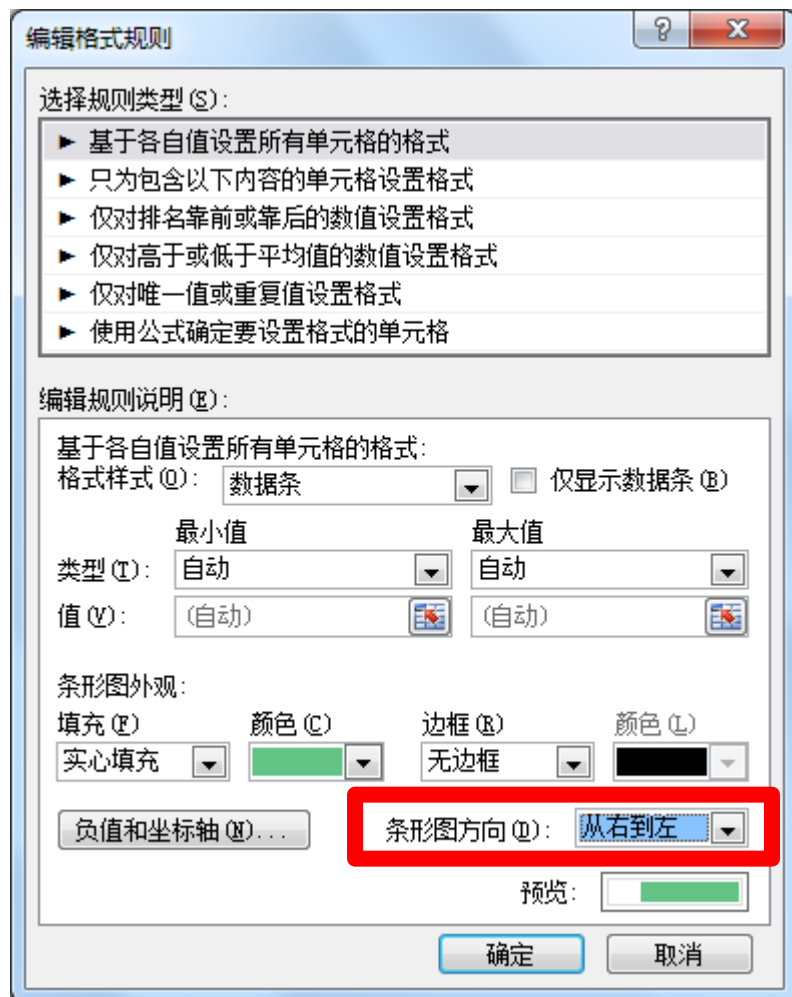 编辑格式规则
选择规则类型(S):
► 基于各自值设置所有单元格的格式
► 只为包含以下内容的单元格设置格式
► 仅对排名靠前或靠后的数值设置格式
► 仅对高于或低于平均值的数值设置格式
► 仅对唯一值或重复值设置格式
► 使用公式确定要设置格式的单元格
编辑规则说明(E):
基于各自值设置所有单元格的格式:
格式样式(O): 数据条 仅显示数据条(B)
最小值 最大值
类型(T): 自动 自动
值(V): (自动) (自动)
条形图外观:
填充(F) 颜色(C) 边框(R) 颜色(L)
实心填充 无边框
负值和坐标轴(N)... 条形图方向(D): 从右到左
预览:
确定 取消